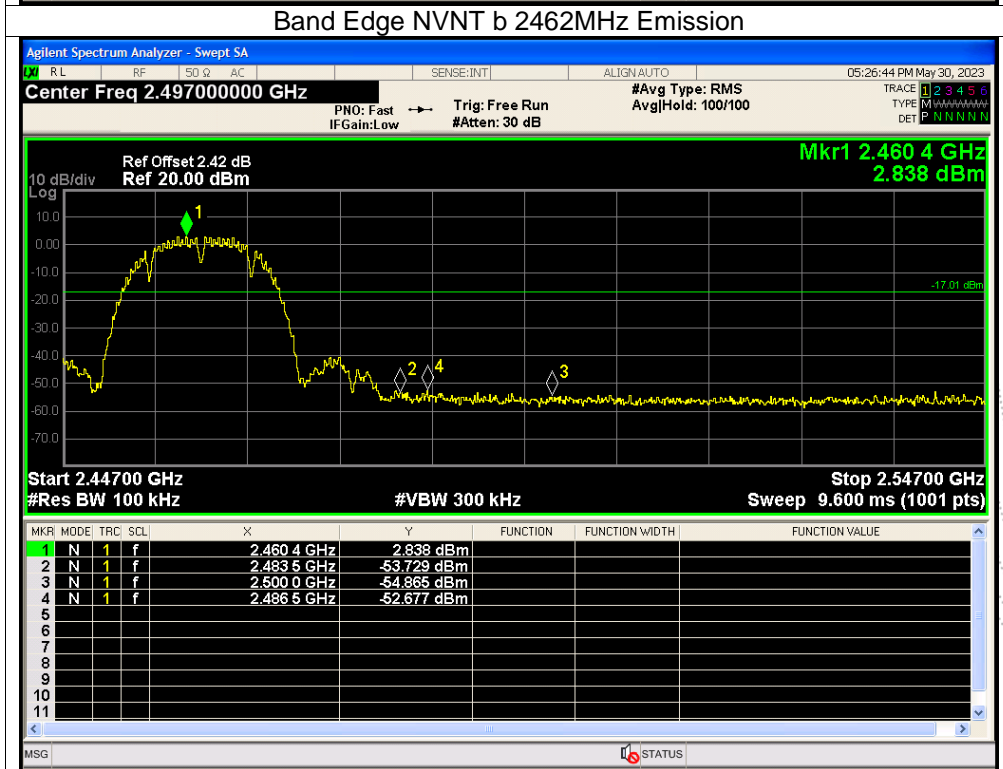 Band Edge NVNT b 2462MHz Emission
Agilent Spectrum Analyzer - Swept SA
LXI RL RF 50 Ω AC SENSE:INT ALIGN AUTO 05:26:44 PM May 30, 2023
Center Freq 2.497000000 GHz #Avg Type: RMS TRACE 1 2 3 4 5 6
PNO: Fast Trig: Free Run Avg|Hold: 100/100 TYPE M WWWWW
IFGain:Low #Atten: 30 dB DET P N N N N N
Ref Offset 2.42 dB Mkr1 2.460 4 GHz
10 dB/div Ref 20.00 dBm 2.838 dBm
Log
10.0
1
0.00
-10.0
-17.01 dBm
-20.0
-30.0
-40.0
2 4 3
-50.0
-60.0
-70.0
Start 2.44700 GHz Stop 2.54700 GHz
#Res BW 100 kHz #VBW 300 kHz Sweep 9.600 ms (1001 pts)
MKR MODE TRC SCL X Y FUNCTION FUNCTION WIDTH FUNCTION VALUE
1 N 1 f 2.460 4 GHz 2.838 dBm
2 N 1 f 2.483 5 GHz -53.729 dBm
3 N 1 f 2.500 0 GHz -54.865 dBm
4 N 1 f 2.486 5 GHz -52.677 dBm
5
6
7
8
9
10
11
MSG STATUS